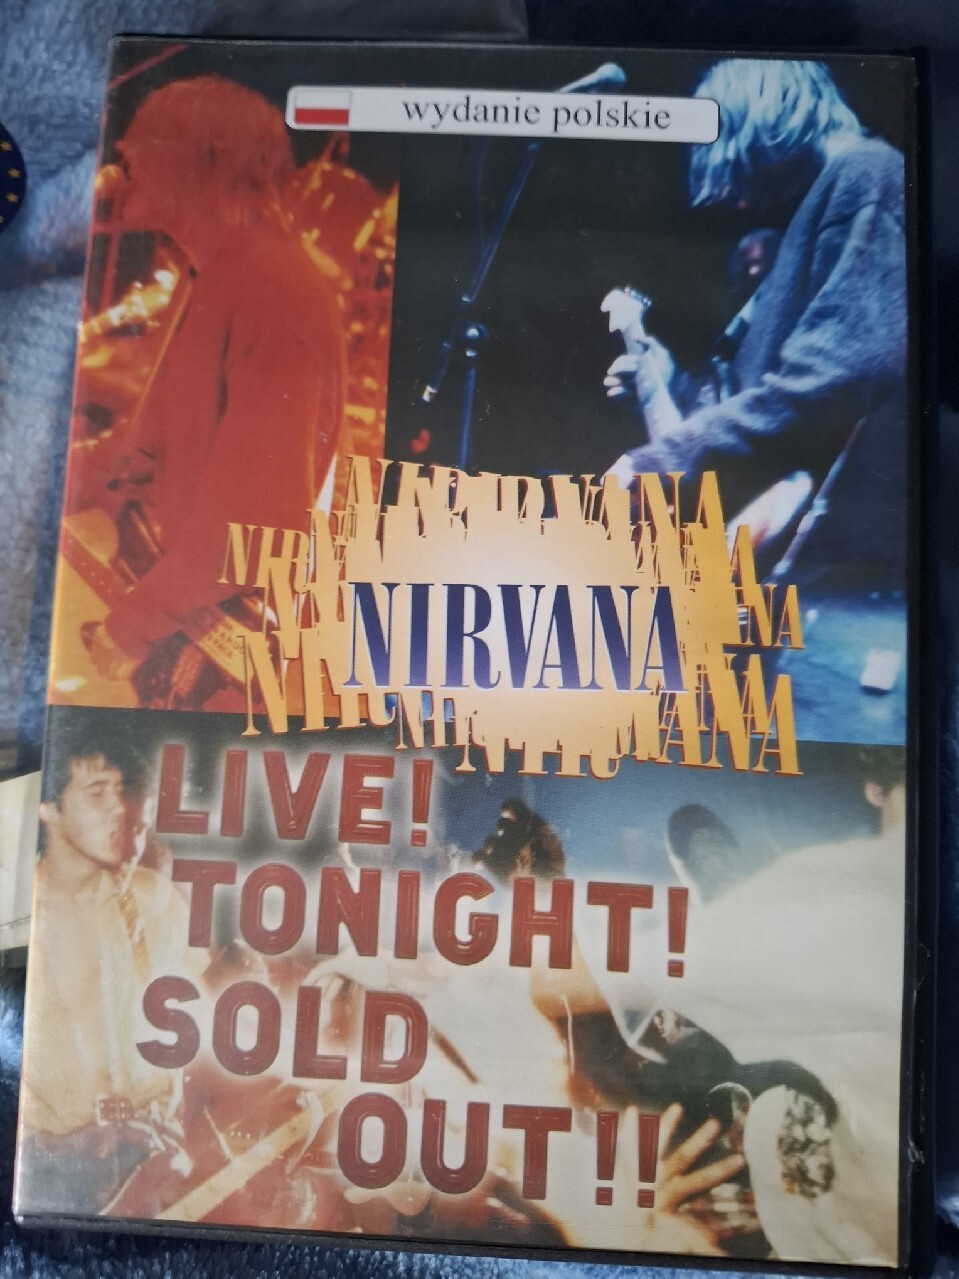 wydanie polskie
NIRVANA
LIVE!
TONIGHT!
SOLD
OUT!!